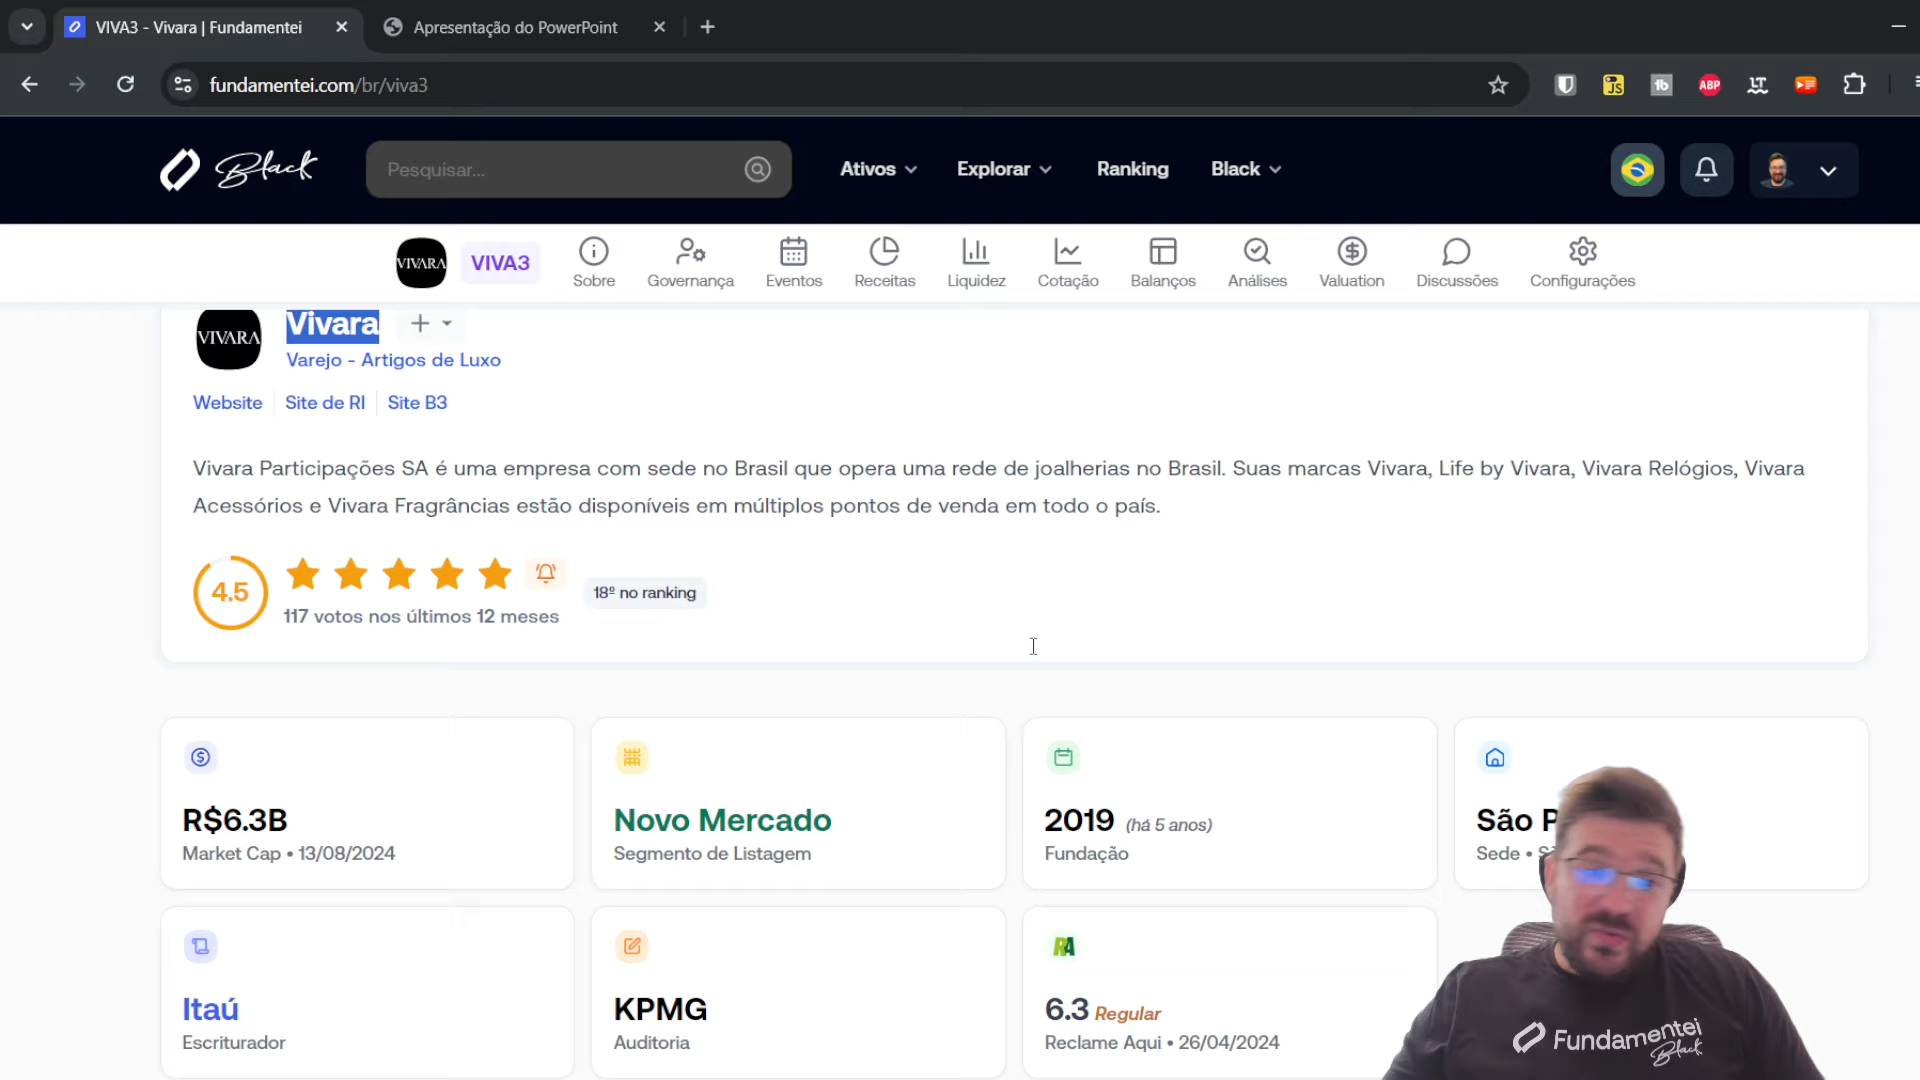 VIVA3 - Vivara | Fundamentei
Apresentação do PowerPoint
fundamentei.com/br/viva3
JS
ABP
LT
Black
Pesquisar...
Ativos
Explorar
Ranking
Black
VIVARA
VIVA3
Sobre
Governança
Eventos
Receitas
Liquidez
Cotação
Balanços
Análises
Valuation
Discussões
Configurações
VIVARA
Vivara
Varejo - Artigos de Luxo
Website
Site de RI
Site B3
Vivara Participações SA é uma empresa com sede no Brasil que opera uma rede de joalherias no Brasil. Suas marcas Vivara, Life by Vivara, Vivara Relógios, Vivara
Acessórios e Vivara Fragrâncias estão disponíveis em múltiplos pontos de venda em todo o país.
4.5
117 votos nos últimos 12 meses
18º no ranking
R$6.3B
Market Cap • 13/08/2024
Novo Mercado
Segmento de Listagem
2019 (há 5 anos)
Fundação
São
Sede •
Itaú
Escriturador
KPMG
Auditoria
RA
6.3 Regular
Reclame Aqui • 26/04/2024
Fundamentei
Black